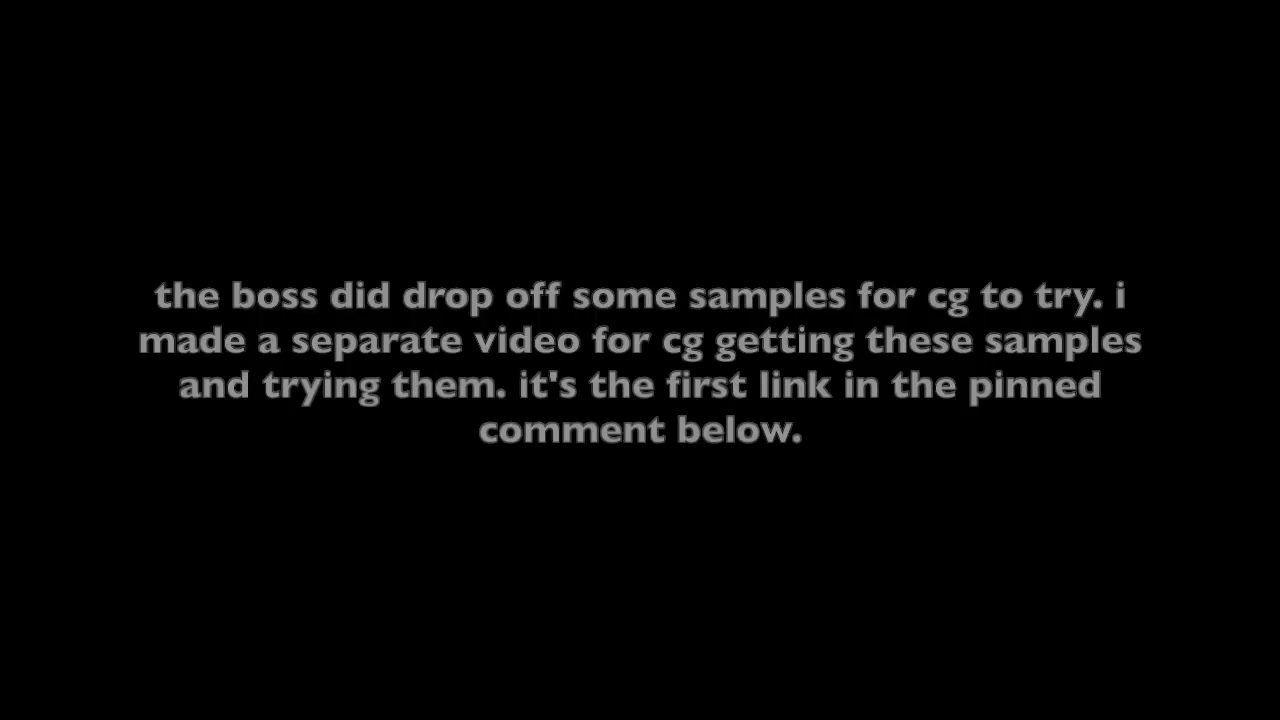 the boss did drop off some samples for cg to try. i
made a separate video for cg getting these samples
and trying them. it's the first link in the pinned
comment below.